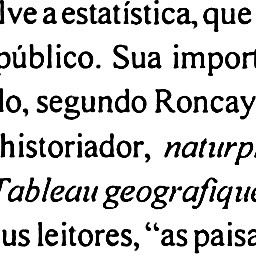 lve a estatística, que
público. Sua import
lo, segundo Roncay
historiador, naturp
Tableau geografique
us leitores, “as paisa